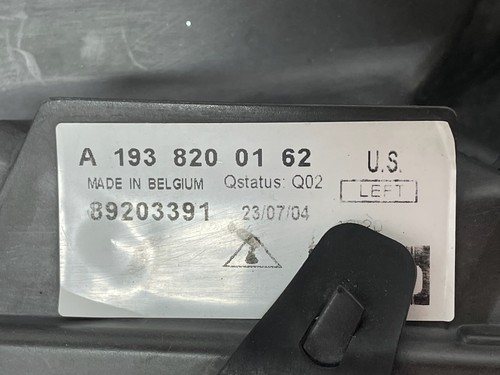 A 193 820 01 62
U.S.
MADE IN BELGIUM Qstatus: Q02
LEFT
89203391 23/07/04